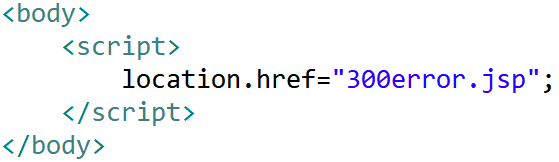 <body>
    <script>
        location.href="300error.jsp";
    </script>
</body>